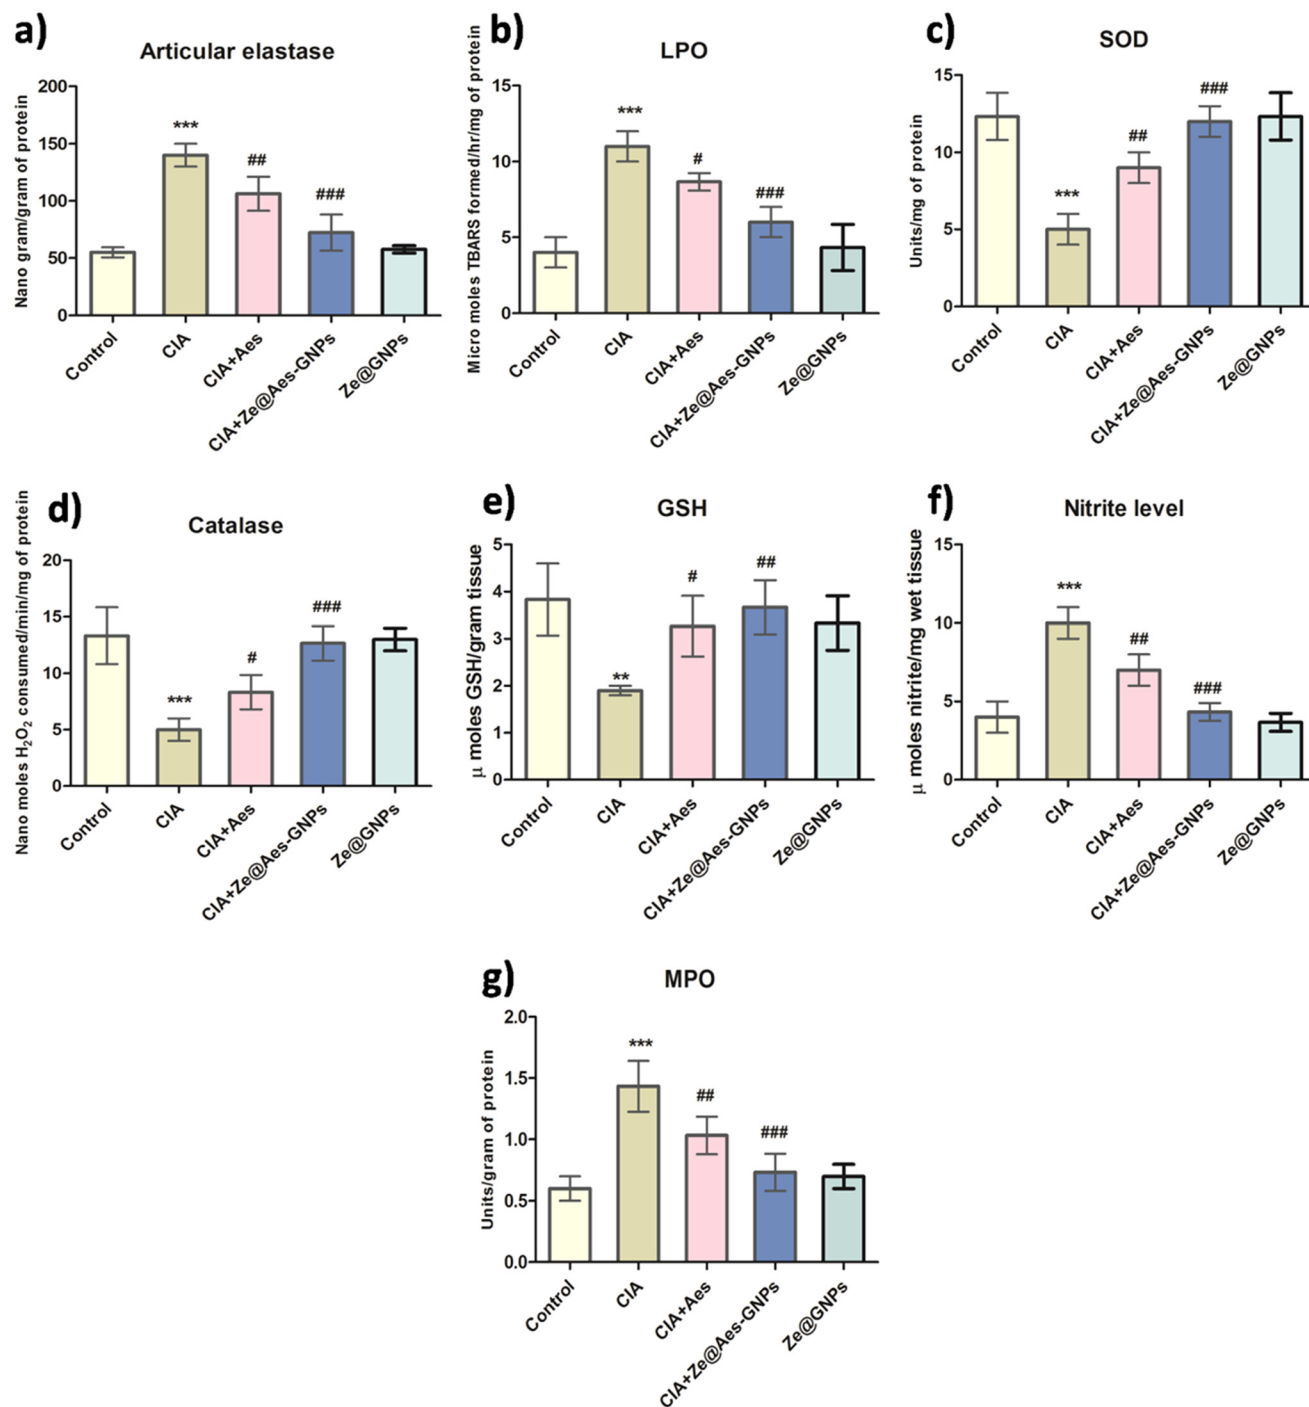 a)
Articular elastase
Nano gram/gram of protein
200
150
100
50
0
***
##
###
Control
CIA
CIA+Aes
CIA+Ze@Aes-GNPs
Ze@GNPs
b)
LPO
Micro moles TBARS formed/hr/mg of protein
15
10
5
0
***
#
###
Control
CIA
CIA+Aes
CIA+Ze@Aes-GNPs
Ze@GNPs
c)
SOD
Units/mg of protein
15
10
5
0
***
##
###
Control
CIA
CIA+Aes
CIA+Ze@Aes-GNPs
Ze@GNPs
d)
Catalase
Nano moles H₂O₂ consumed/min/mg of protein
20
15
10
5
0
***
#
###
Control
CIA
CIA+Aes
CIA+Ze@Aes-GNPs
Ze@GNPs
e)
GSH
µ moles GSH/gram tissue
5
4
3
2
1
0
**
#
##
Control
CIA
CIA+Aes
CIA+Ze@Aes-GNPs
Ze@GNPs
f)
Nitrite level
µ moles nitrite/mg wet tissue
15
10
5
0
***
##
###
Control
CIA
CIA+Aes
CIA+Ze@Aes-GNPs
Ze@GNPs
g)
MPO
Units/gram of protein
2.0
1.5
1.0
0.5
0.0
***
##
###
Control
CIA
CIA+Aes
CIA+Ze@Aes-GNPs
Ze@GNPs